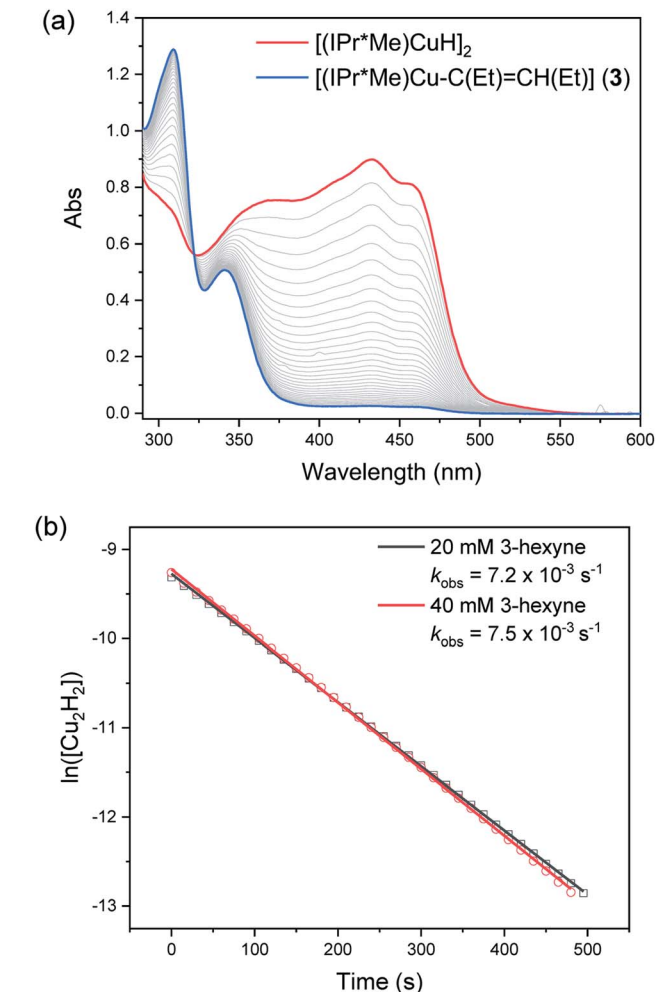 (a)
1.4
1.2
1.0
0.8
0.6
0.4
0.2
0.0
Abs
[(IPr*Me)CuH]₂
[(IPr*Me)Cu-C(Et)=CH(Et)] (3)
300
350
400
450
500
550
600
Wavelength (nm)
(b)
-9
-10
-11
-12
-13
ln([Cu₂H₂])
20 mM 3-hexyne
kobs = 7.2 x 10⁻³ s⁻¹
40 mM 3-hexyne
kobs = 7.5 x 10⁻³ s⁻¹
0
100
200
300
400
500
Time (s)